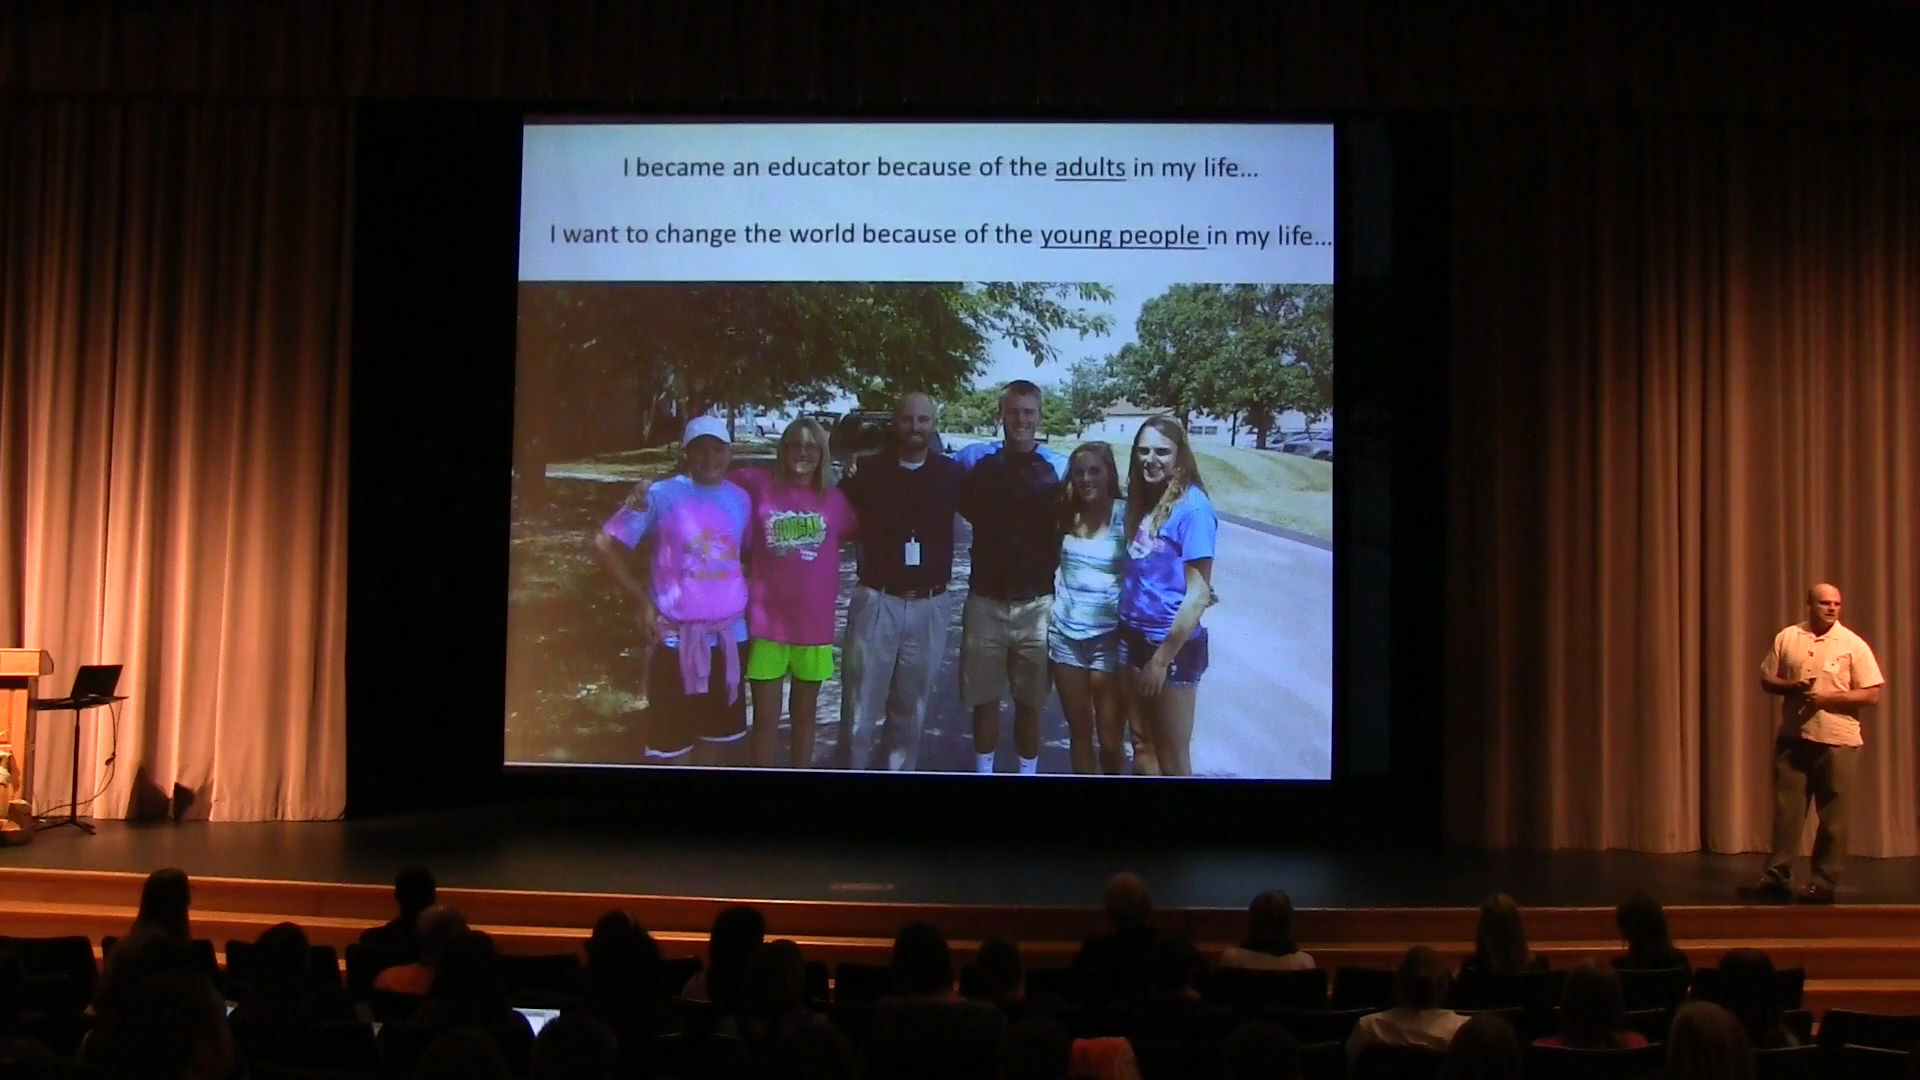 I became an educator because of the adults in my life...
I want to change the world because of the young people in my life...